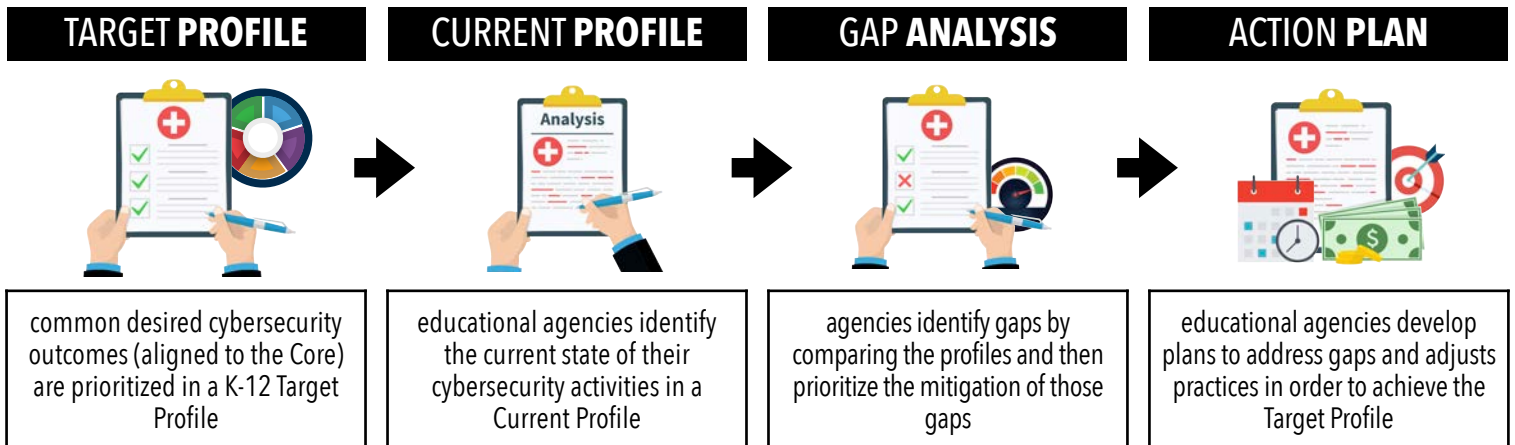 TARGET PROFILE
CURRENT PROFILE
GAP ANALYSIS
ACTION PLAN
Analysis
common desired cybersecurity
outcomes (aligned to the Core)
are prioritized in a K-12 Target
Profile
educational agencies identify
the current state of their
cybersecurity activities in a
Current Profile
agencies identify gaps by
comparing the profiles and then
prioritize the mitigation of those
gaps
educational agencies develop
plans to address gaps and adjusts
practices in order to achieve the
Target Profile